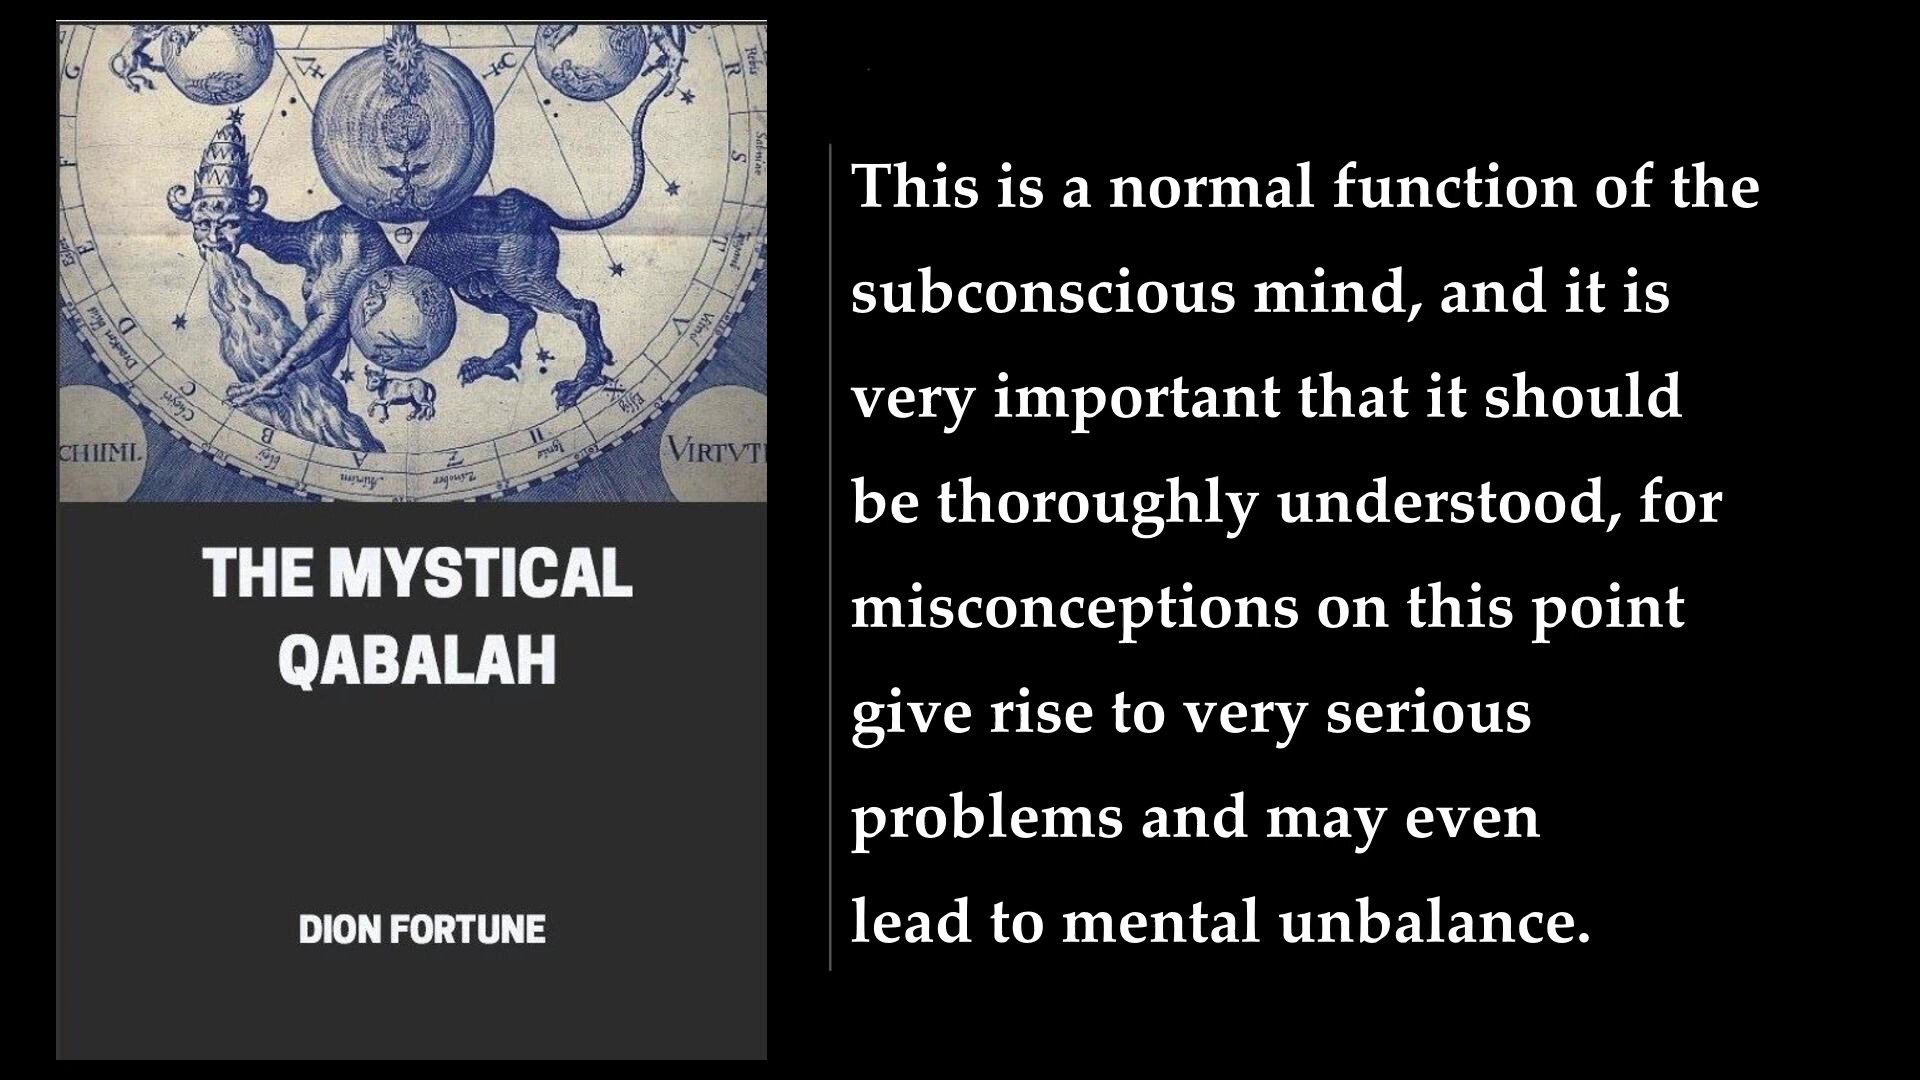 THE MYSTICAL
QABALAH
DION FORTUNE
CHIIMI.
VIRTVTI
This is a normal function of the
subconscious mind, and it is
very important that it should
be thoroughly understood, for
misconceptions on this point
give rise to very serious
problems and may even
lead to mental unbalance.